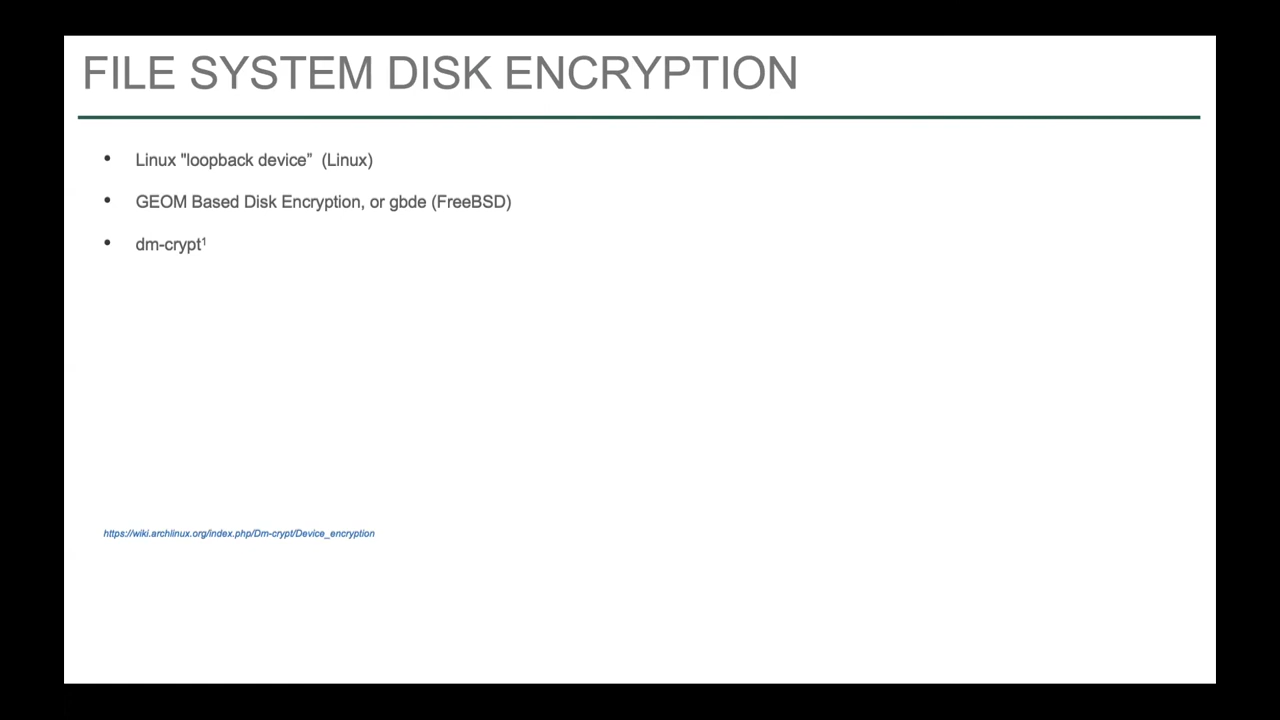 FILE SYSTEM DISK ENCRYPTION
• Linux "loopback device” (Linux)
• GEOM Based Disk Encryption, or gbde (FreeBSD)
• dm-crypt¹
https://wiki.archlinux.org/index.php/Dm-crypt/Device_encryption